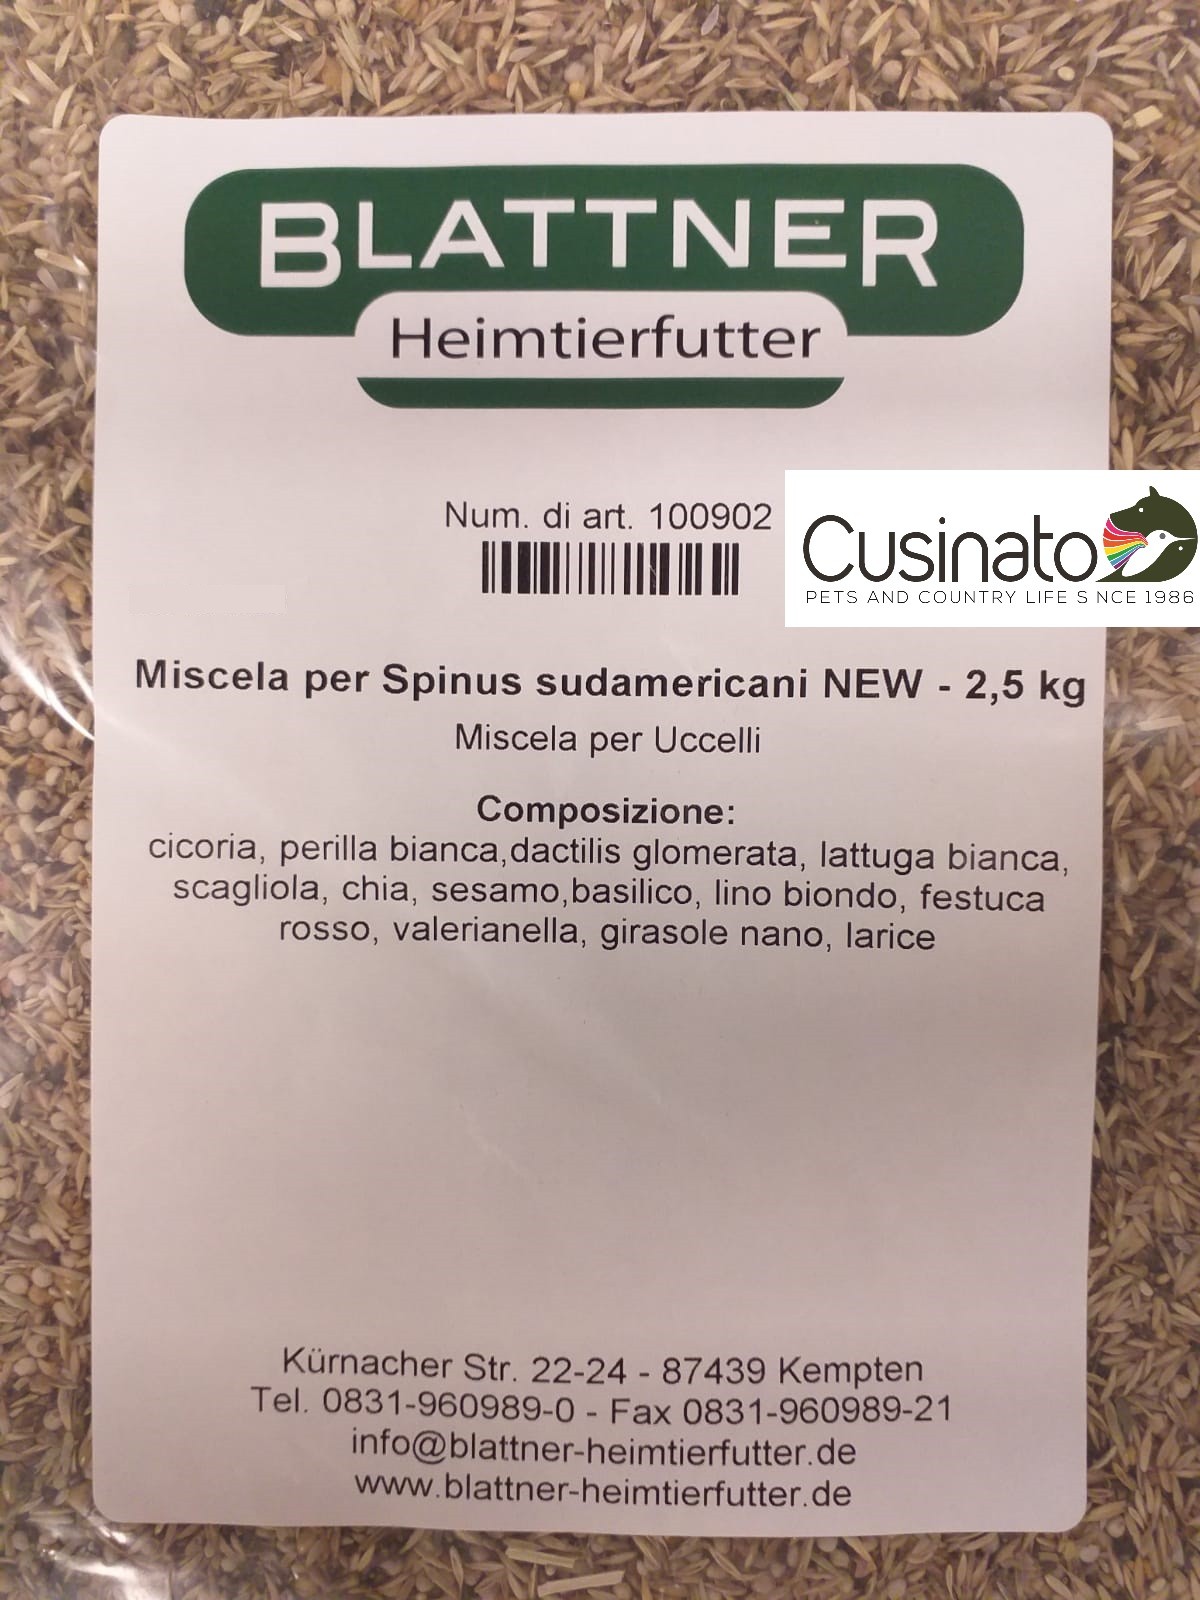 BLATTNER
Heimtierfutter
Num. di art. 100902
Cusinato
PETS AND COUNTRY LIFE S NCE 1986
Miscela per Spinus sudamericani NEW - 2,5 kg
Miscela per Uccelli
Composizione:
cicoria, perilla bianca,dactilis glomerata, lattuga bianca,
scagliola, chia, sesamo,basilico, lino biondo, festuca
rosso, valerianella, girasole nano, larice
Kürnacher Str. 22-24 - 87439 Kempten
Tel. 0831-960989-0 - Fax 0831-960989-21
info@blattner-heimtierfutter.de
www.blattner-heimtierfutter.de